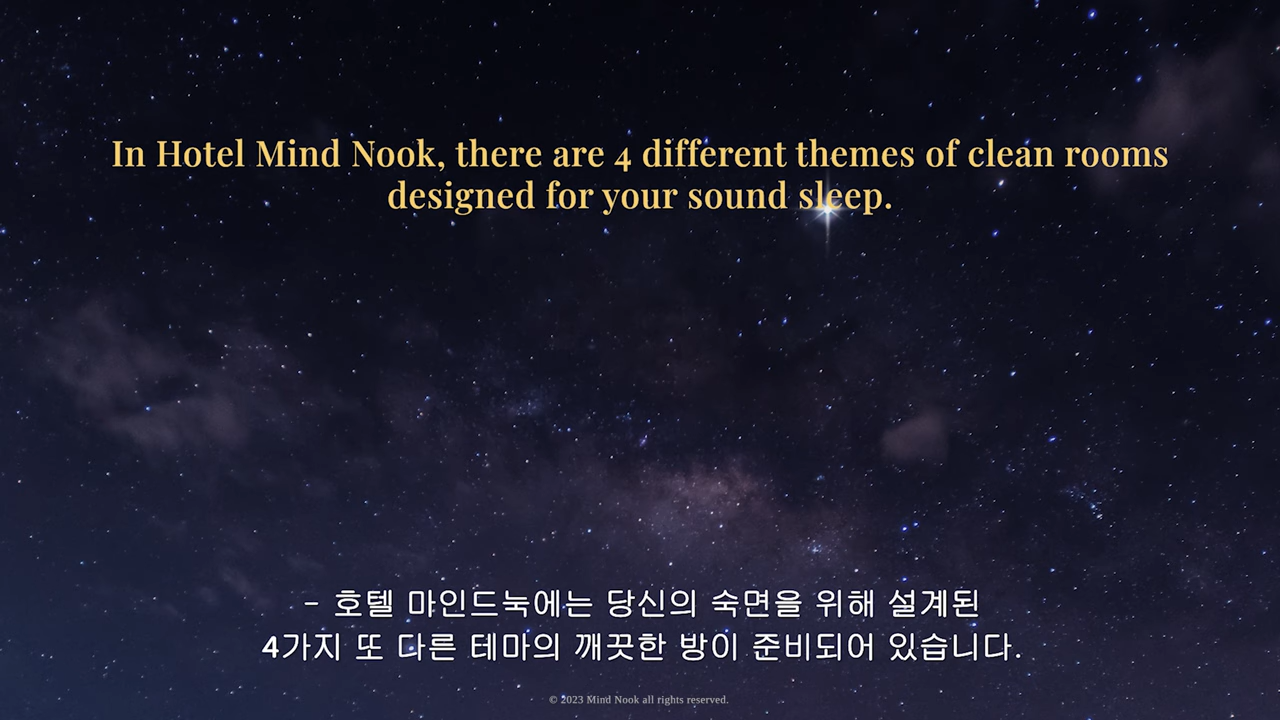 In Hotel Mind Nook, there are 4 different themes of clean rooms
designed for your sound sleep.
- 호텔 마인드눅에는 당신의 숙면을 위해 설계된
4가지 또 다른 테마의 깨끗한 방이 준비되어 있습니다.
© 2023 Mind Nook all rights reserved.